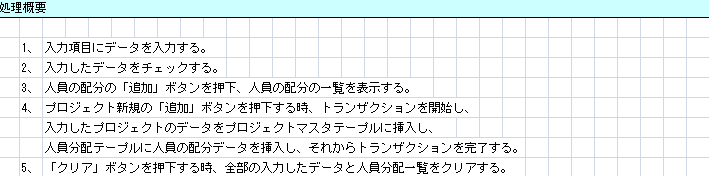 処理概要
1、 入力項目にデータを入力する。
2、 入力したデータをチェックする。
3、 人員の配分の「追加」ボタンを押下、人員の配分の一覧を表示する。
4、 プロジェクト新規の「追加」ボタンを押下する時、トランザクションを開始し、
入力したプロジェクトのデータをプロジェクトマスタテーブルに挿入し、
人員分配テーブルに人員の配分データを挿入し、それからトランザクションを完了する。
5、 「クリア」ボタンを押下する時、全部の入力したデータと人員分配一覧をクリアする。